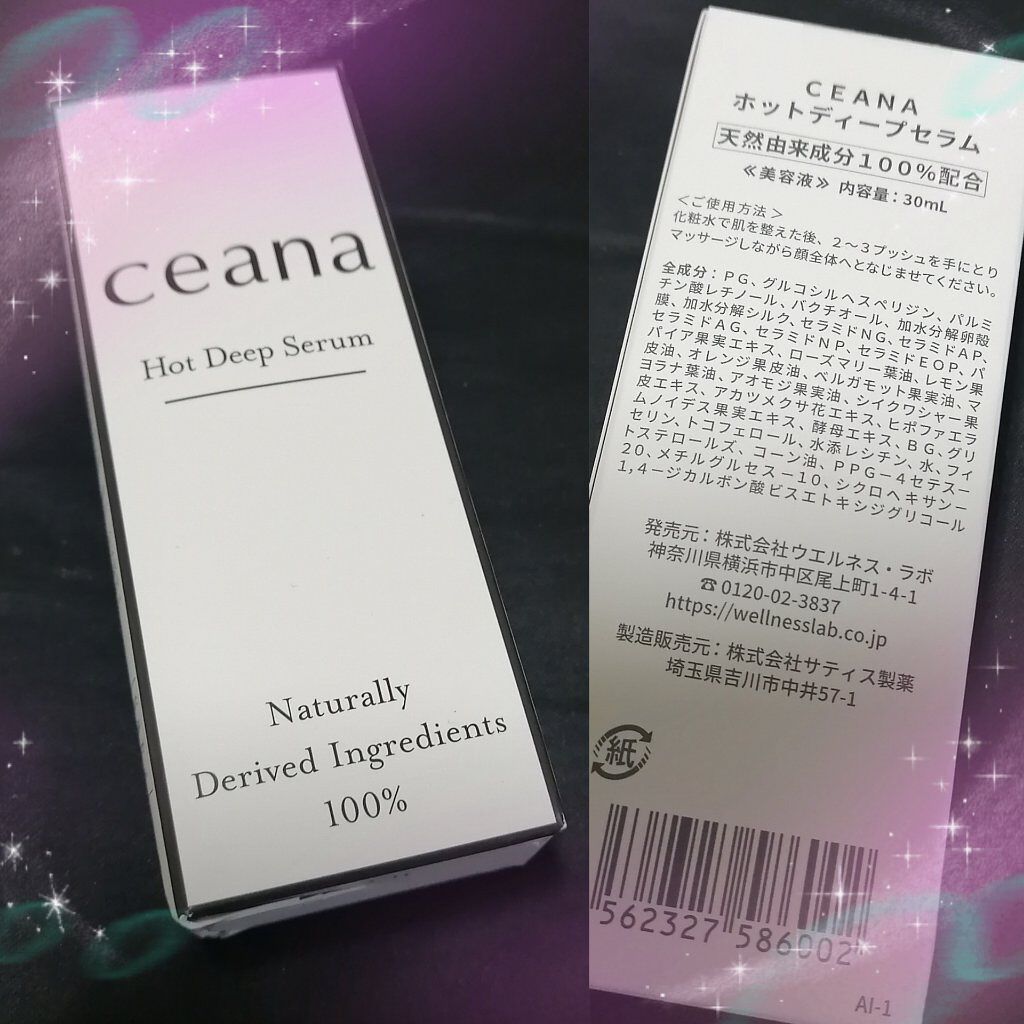 ceana
Hot Deep Serum
Naturally
Derived Ingredients
100%
CEANA
ホットディープセラム
天然由来成分100%配合
≪美容液≫ 内容量：30mL
＜ご使用方法＞
化粧水で肌を整えた後、2～3プッシュを手にとり
マッサージしながら顔全体へとなじませてください。
全成分：PG、グルコシルヘスペリジン、パルミ
チン酸レチノール、バクチオール、加水分解卵殻
膜、加水分解シルク、セラミドNG、セラミドAP、
セラミドAG、セラミドNP、セラミドEOP、パ
パイア果実エキス、ローズマリー葉油、レモン果
皮油、オレンジ果皮油、ベルガモット果実油、マ
ヨラナ葉油、アオモジ果実油、シイクワシャー果
皮エキス、アカツメクサ花エキス、ヒポファエラ
ムノイデス果実エキス、酵母エキス、BG、グリ
セリン、トコフェロール、水添レシチン、水、フィ
トステロールズ、コーン油、PPG－4セテス－
20、メチルグルセス－10、シクロヘキサン－
1,4－ジカルボン酸ビスエトキシジグリコール
発売元：株式会社ウエルネス・ラボ
神奈川県横浜市中区尾上町1-4-1
☎0120-02-3837
https://wellnesslab.co.jp
製造販売元：株式会社サティス製薬
埼玉県吉川市中井57-1
紙
562327 586002
AI-1